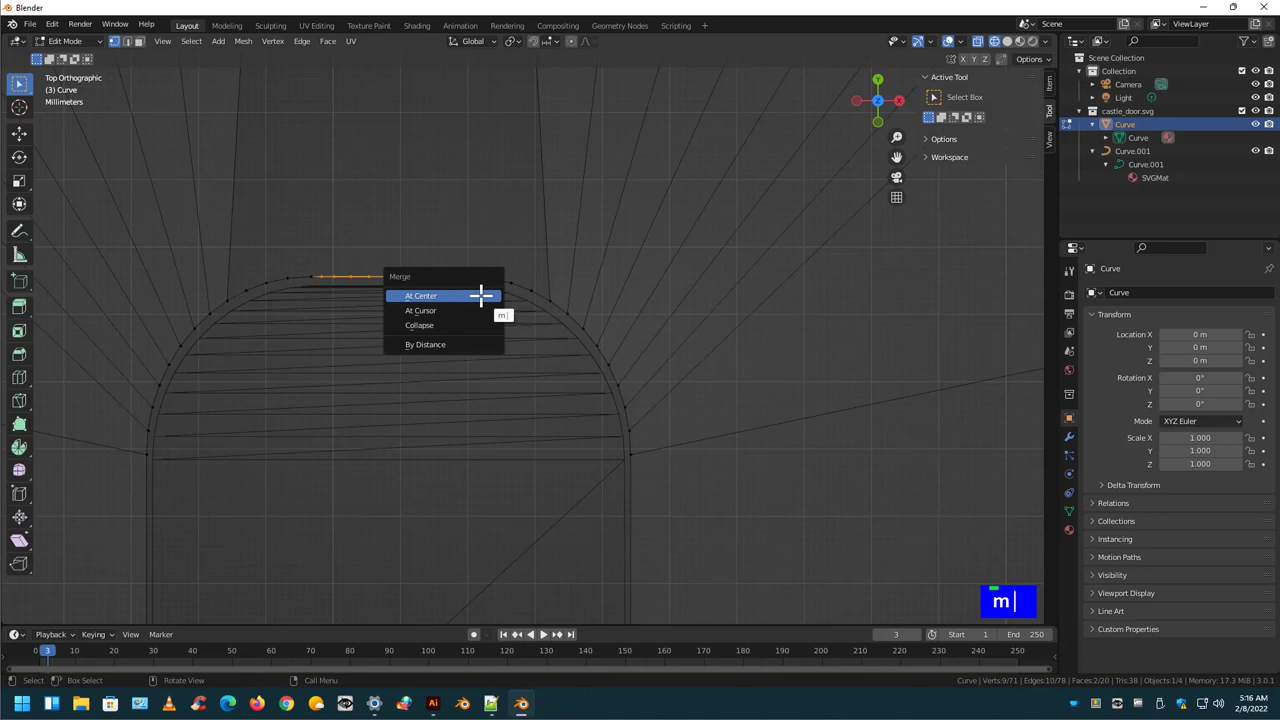 Blender
File Edit Render Window Help Layout Modeling Sculpting UV Editing Texture Paint Shading Animation Rendering Compositing Geometry Nodes Scripting + Scene ViewLayer
Edit Mode View Select Add Mesh Vertex Edge Face UV Global
X Y Z Options
Top Orthographic
(3) Curve
Millimeters
Y
X
Z
Active Tool
Select Box
Options
Workspace
Item
Tool
View
Scene Collection
Collection
Camera
Light
castle_door.svg
Curve
Curve
Curve.001
Curve.001
SVGMat
Merge
At Center
At Cursor
Collapse
By Distance
m|
m|
Curve
Curve
Transform
Location X 0 m
Y 0 m
Z 0 m
Rotation X 0°
Y 0°
Z 0°
Mode XYZ Euler
Scale X 1.000
Y 1.000
Z 1.000
Delta Transform
Relations
Collections
Instancing
Motion Paths
Visibility
Viewport Display
Line Art
Custom Properties
Playback Keying View Marker 3 Start 1 End 250
3 10 20 30 40 50 60 70 80 90 100 110 120 130 140 150 160 170 180 190 200 210 220 230 240 250
Select Box Select Rotate View Call Menu Curve | Verts:9/71 | Edges:10/78 | Faces:2/20 | Tris:38 | Objects:1/4 | Memory: 17.3 MiB | 3.0.1
5:16 AM
2/8/2022